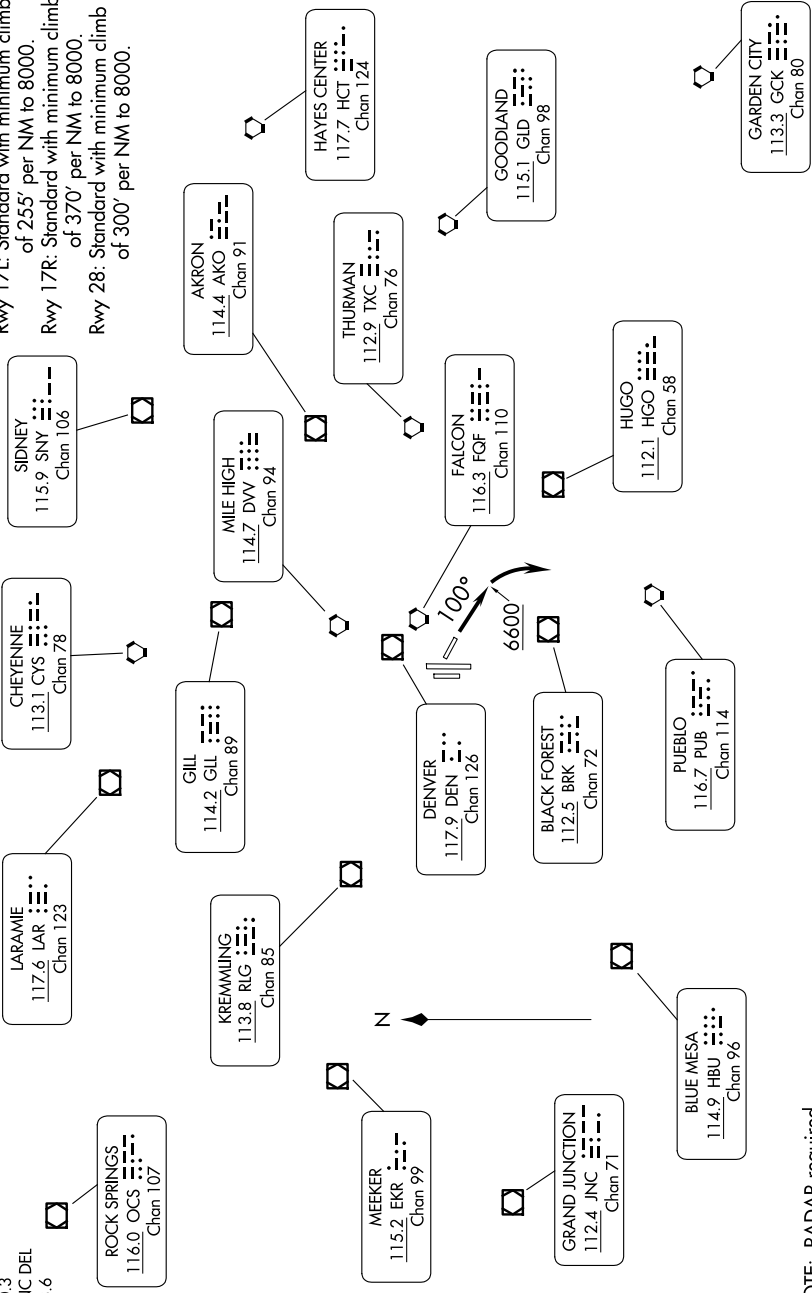 0.3
IC DEL
.6
Rwy 17L: Standard with minimum climb
of 255' per NM to 8000.
Rwy 17R: Standard with minimum climb
of 370' per NM to 8000.
Rwy 28: Standard with minimum climb
of 300' per NM to 8000.
LARAMIE
117.6 LAR
Chan 123
CHEYENNE
113.1 CYS
Chan 78
SIDNEY
115.9 SNY
Chan 106
ROCK SPRINGS
116.0 OCS
Chan 107
GILL
114.2 GLL
Chan 89
AKRON
114.4 AKO
Chan 91
KREMMLING
113.8 RLG
Chan 85
MILE HIGH
114.7 DVV
Chan 94
HAYES CENTER
117.7 HCT
Chan 124
THURMAN
112.9 TXC
Chan 76
N
MEEKER
115.2 EKR
Chan 99
DENVER
117.9 DEN
Chan 126
FALCON
116.3 FQF
Chan 110
GOODLAND
115.1 GLD
Chan 98
100°
6600
GRAND JUNCTION
112.4 JNC
Chan 71
BLACK FOREST
112.5 BRK
Chan 72
HUGO
112.1 HGO
Chan 58
BLUE MESA
114.9 HBU
Chan 96
PUEBLO
116.7 PUB
Chan 114
GARDEN CITY
113.3 GCK
Chan 80
OTE: RADAR required